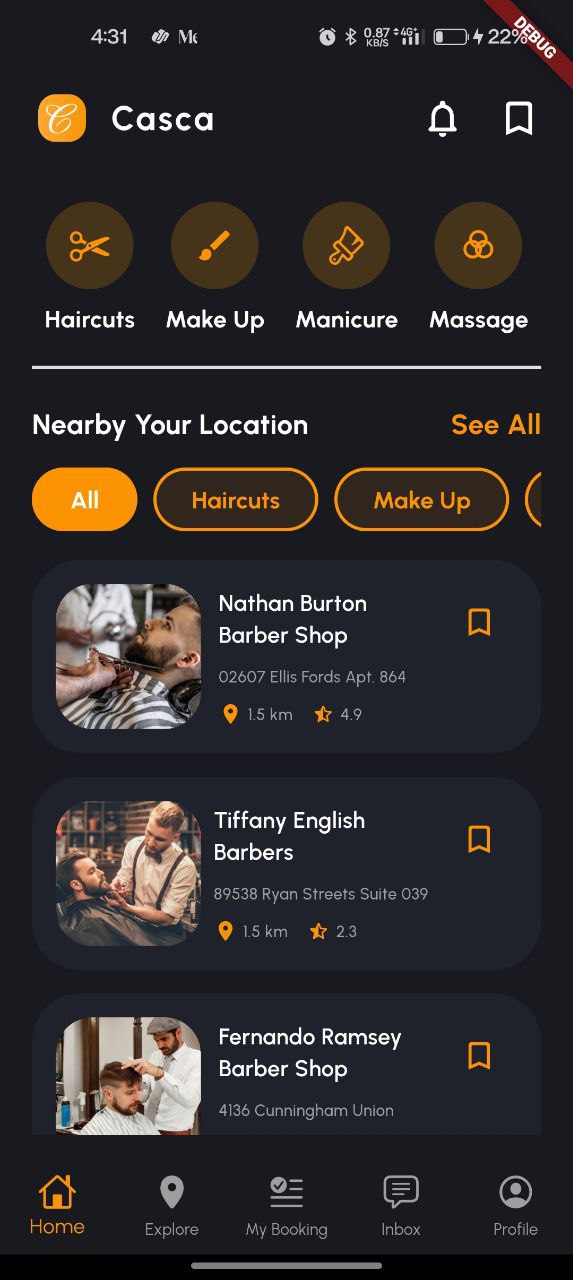 4:31 Me 0.87 KB/S 4G 22%
DEBUG
C Casca
Haircuts Make Up Manicure Massage
Nearby Your Location See All
All Haircuts Make Up
Nathan Burton
Barber Shop
02607 Ellis Fords Apt. 864
1.5 km 4.9
Tiffany English
Barbers
89538 Ryan Streets Suite 039
1.5 km 2.3
Fernando Ramsey
Barber Shop
4136 Cunningham Union
Home Explore My Booking Inbox Profile